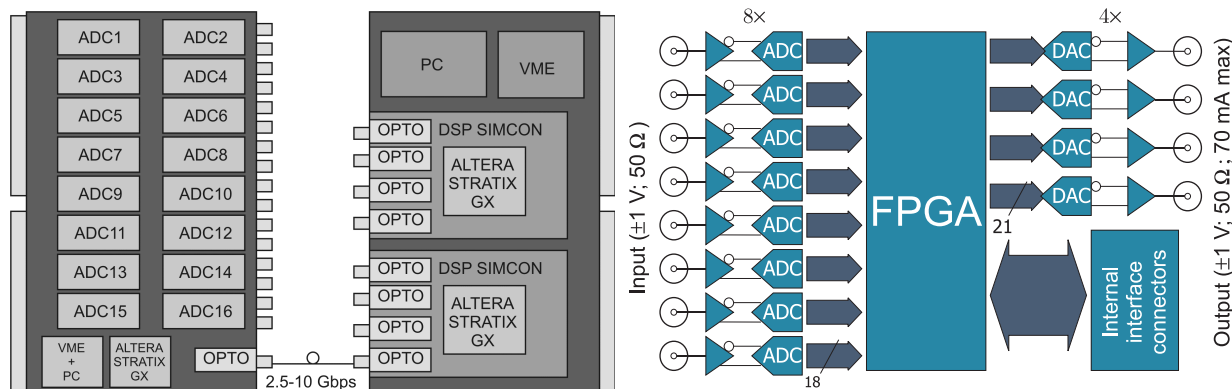 ADC1 ADC2
ADC3 ADC4
ADC5 ADC6
ADC7 ADC8
ADC9 ADC10
ADC11 ADC12
ADC13 ADC14
ADC15 ADC16
VME
+
PC
ALTERA
STRATIX
GX
OPTO
2.5-10 Gbps
PC
VME
DSP SIMCON
OPTO
OPTO
OPTO
OPTO
ALTERA
STRATIX
GX
DSP SIMCON
OPTO
OPTO
OPTO
OPTO
ALTERA
STRATIX
GX
Input (±1 V; 50 Ω)
8×
ADC
ADC
ADC
ADC
ADC
ADC
ADC
ADC
18
FPGA
4×
DAC
DAC
DAC
DAC
21
Internal
interface
connectors
Output (±1 V; 50 Ω; 70 mA max)